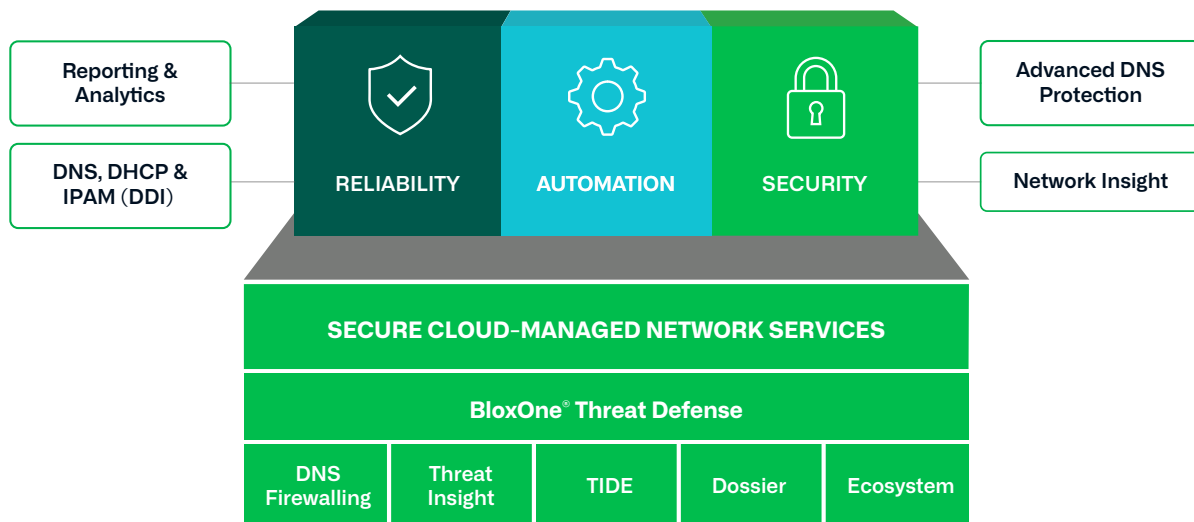 Reporting &
Analytics
DNS, DHCP &
IPAM (DDI)
RELIABILITY
AUTOMATION
SECURITY
Advanced DNS
Protection
Network Insight
SECURE CLOUD-MANAGED NETWORK SERVICES
BloxOne® Threat Defense
DNS
Firewalling
Threat
Insight
TIDE
Dossier
Ecosystem